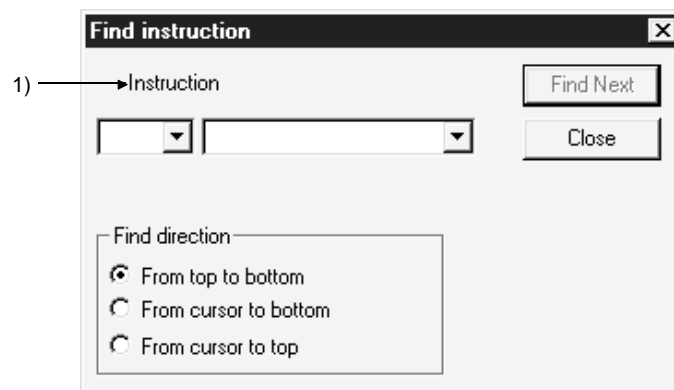 Find instruction
1) Instruction
Find Next
Close
Find direction
From top to bottom
From cursor to bottom
From cursor to top